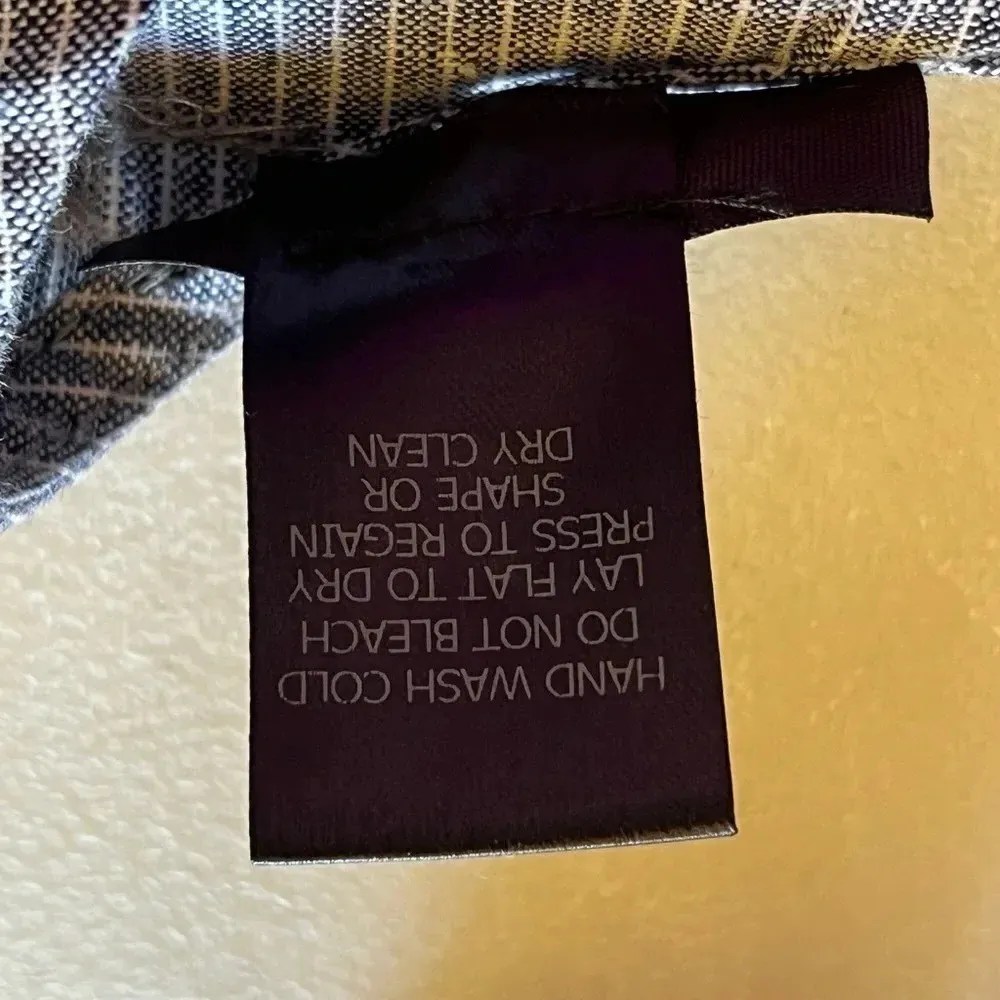 HAND WASH COLD
DO NOT BLEACH
LAY FLAT TO DRY
PRESS TO REGAIN
SHAPE OR
DRY CLEAN